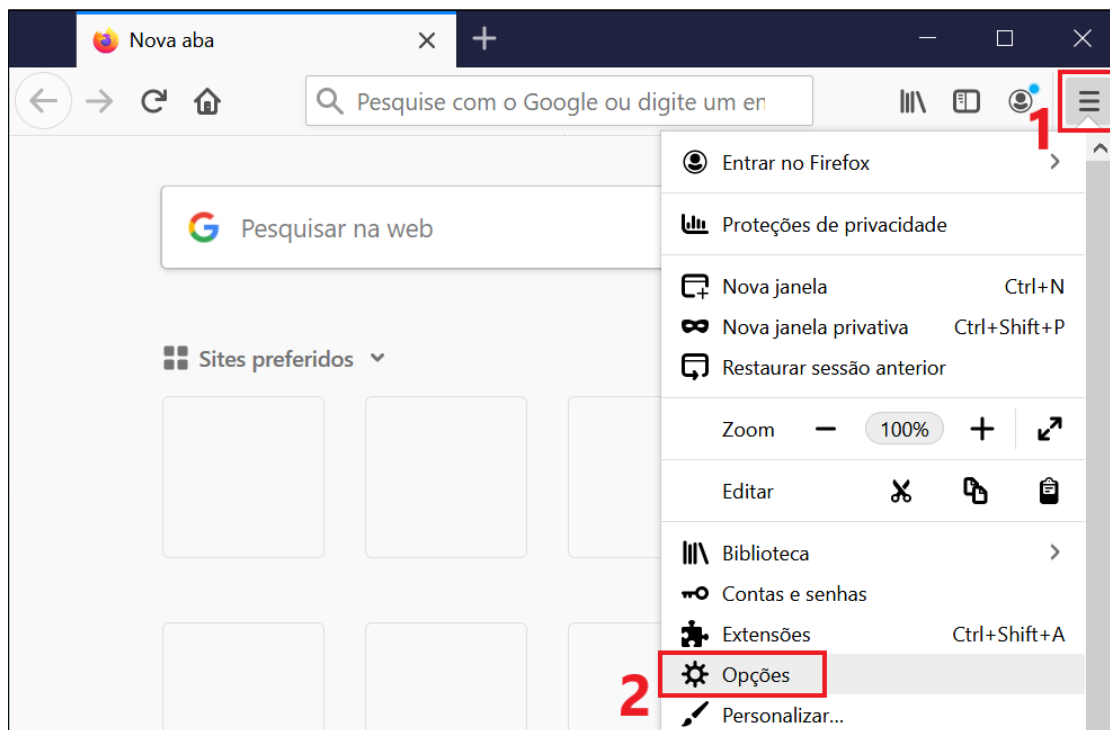 Nova aba
Pesquise com o Google ou digite um en
1
Entrar no Firefox
Proteções de privacidade
Pesquisar na web
Nova janela Ctrl+N
Nova janela privativa Ctrl+Shift+P
Restaurar sessão anterior
Sites preferidos
Zoom 100%
Editar
Biblioteca
Contas e senhas
Extensões Ctrl+Shift+A
2 Opções
Personalizar...